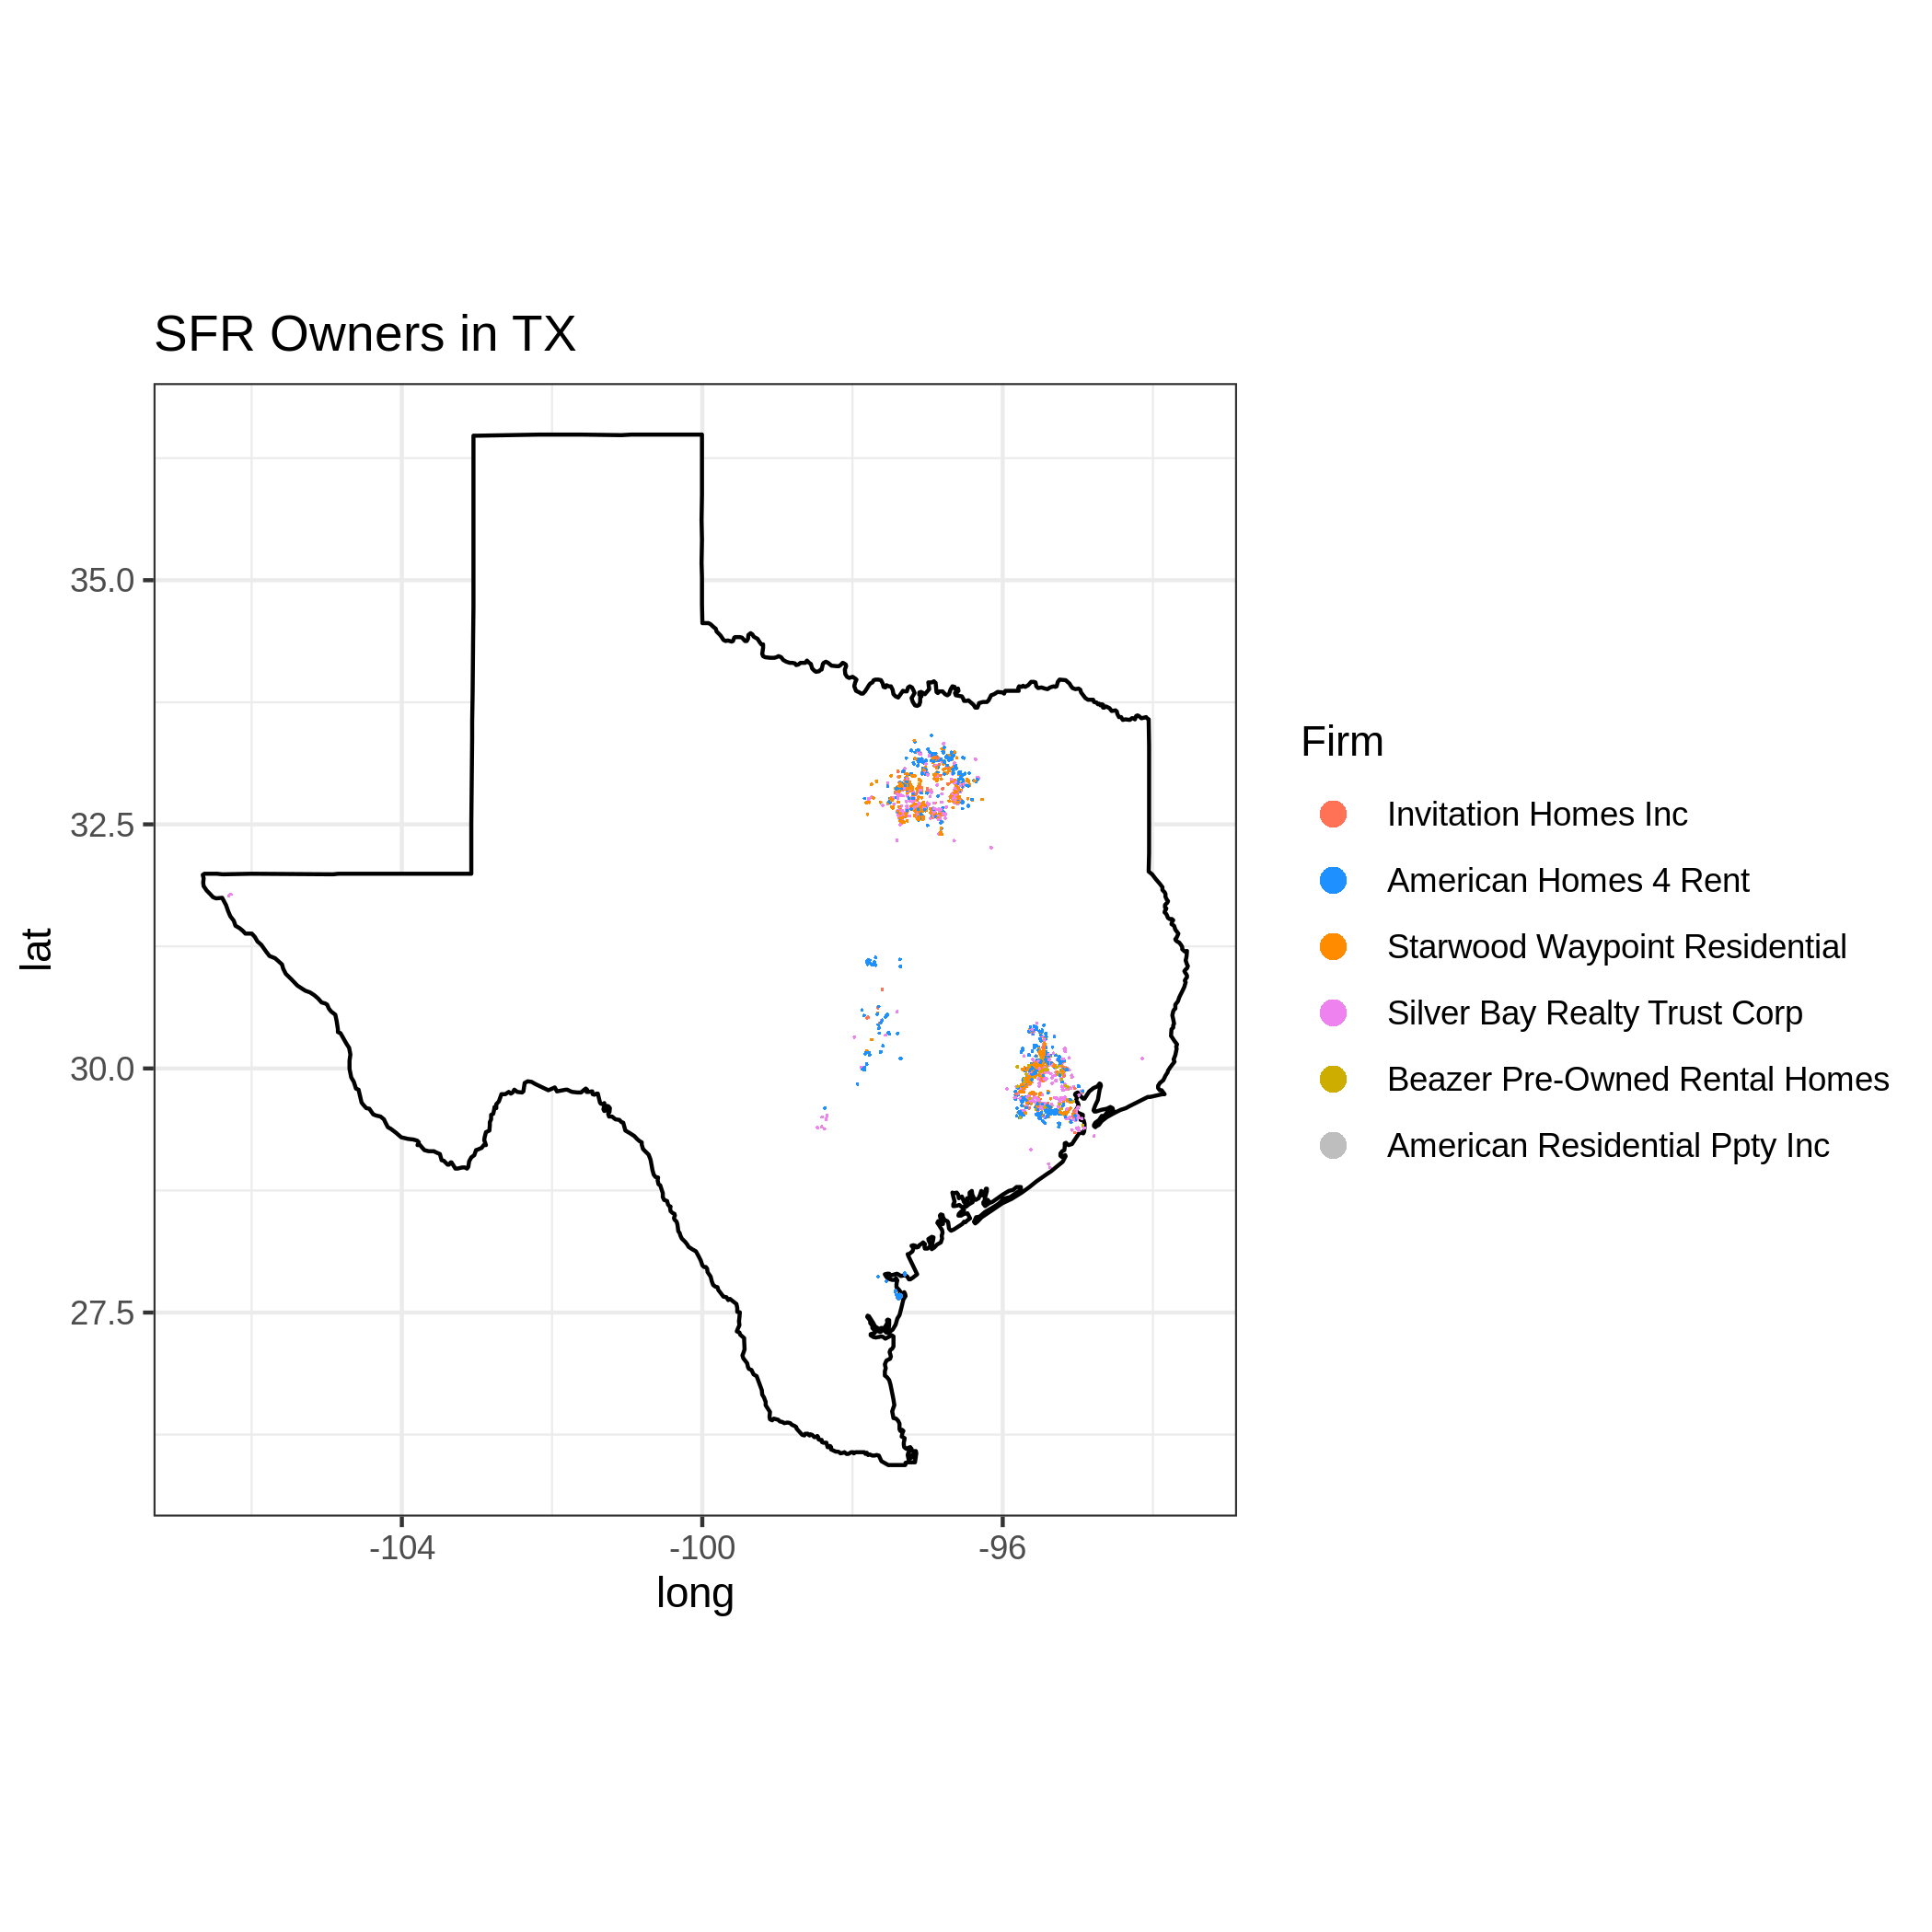 SFR Owners in TX
35.0
32.5
30.0
27.5
lat
-104
-100
-96
long
Firm
Invitation Homes Inc
American Homes 4 Rent
Starwood Waypoint Residential
Silver Bay Realty Trust Corp
Beazer Pre-Owned Rental Homes
American Residential Ppty Inc